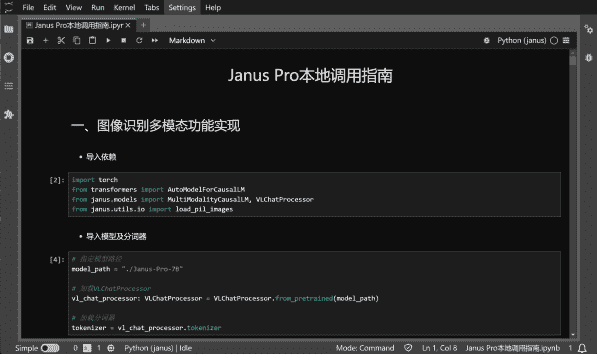 File Edit View Run Kernel Tabs Settings Help
Janus Pro本地调用指南.ipyr × +
Markdown Python (janus)
Janus Pro本地调用指南
一、图像识别多模态功能实现
• 导入依赖
[2]: import torch
from transformers import AutoModelForCausalLM
from janus.models import MultiModalityCausalLM, VLChatProcessor
from janus.utils.io import load_pil_images
• 导入模型及分词器
[4]: # 指定模型路径
model_path = "./Janus-Pro-7B"
# 加载VLChatProcessor
vl_chat_processor: VLChatProcessor = VLChatProcessor.from_pretrained(model_path)
# 加载分词器
tokenizer = vl_chat_processor.tokenizer
Simple 0 1 Python (janus) | Idle Mode: Command Ln 1, Col 8 Janus Pro本地调用指南.ipynb 1